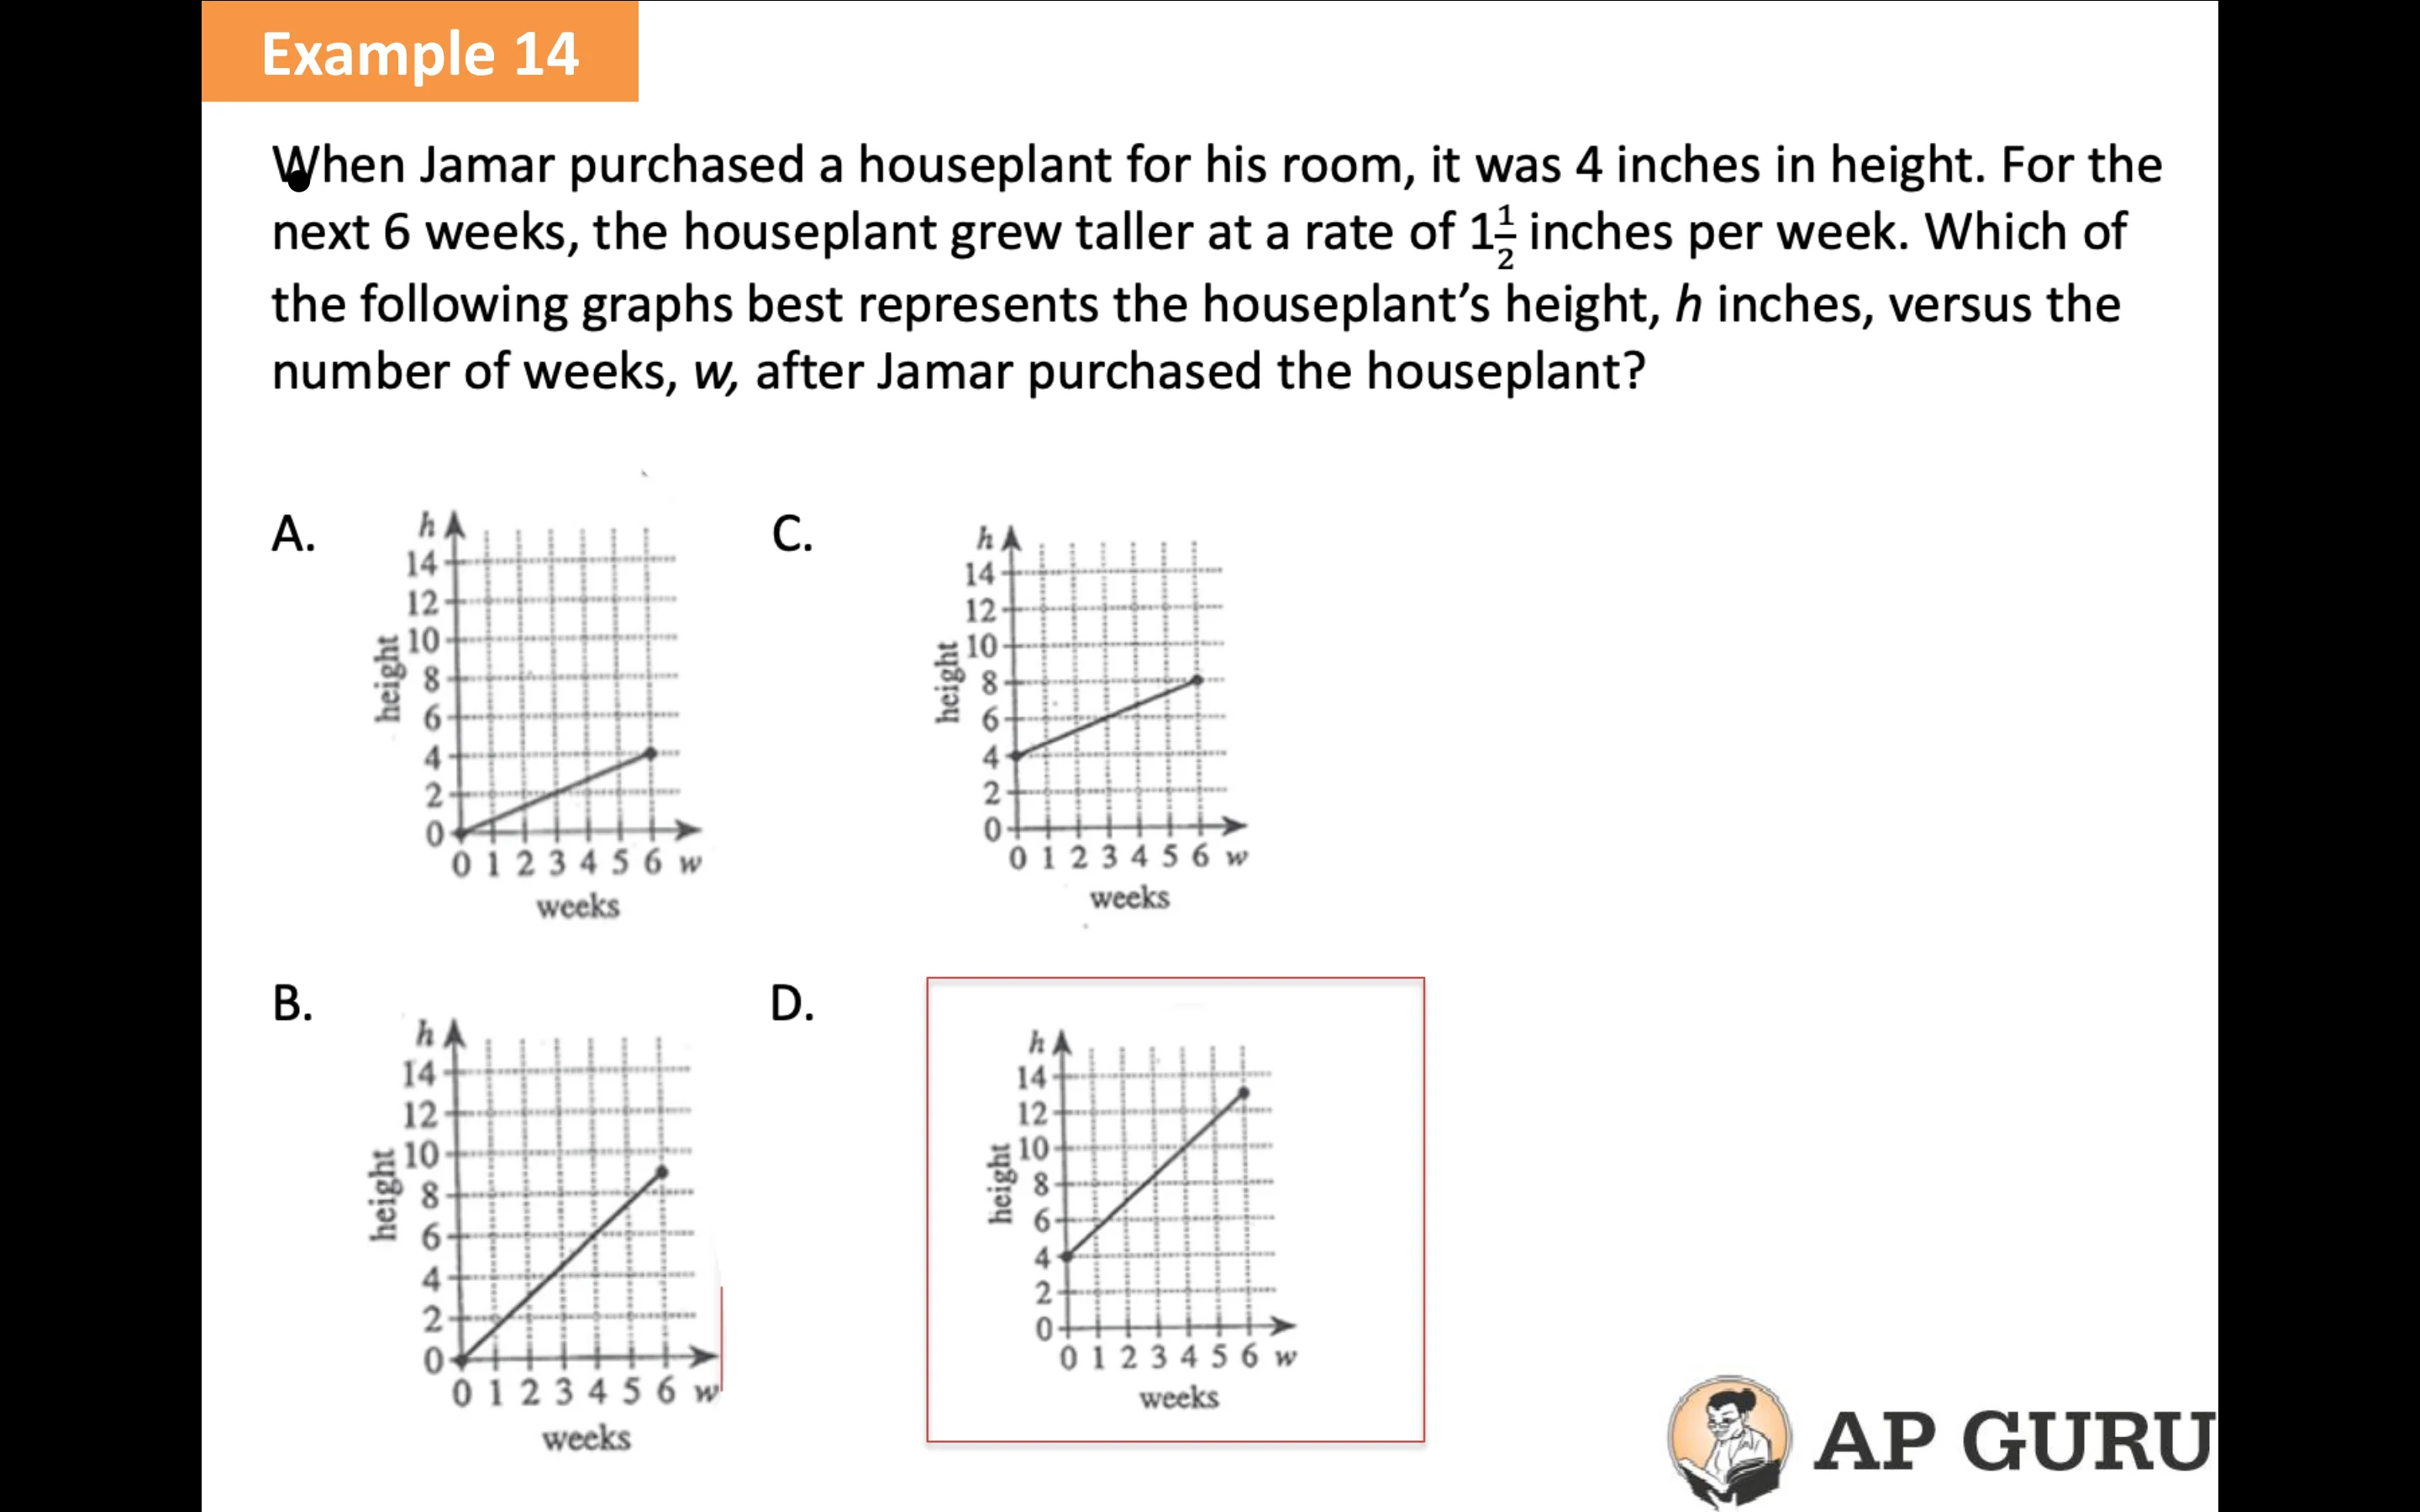 Example 14
When Jamar purchased a houseplant for his room, it was 4 inches in height. For the
next 6 weeks, the houseplant grew taller at a rate of 1 1/2 inches per week. Which of
the following graphs best represents the houseplant's height, h inches, versus the
number of weeks, w, after Jamar purchased the houseplant?
A.
h
14
12
10
8
6
4
2
0
height
0 1 2 3 4 5 6 w
weeks
C.
h
14
12
10
8
6
4
2
0
height
0 1 2 3 4 5 6 w
weeks
B.
h
14
12
10
8
6
4
2
0
height
0 1 2 3 4 5 6 w
weeks
D.
h
14
12
10
8
6
4
2
0
height
0 1 2 3 4 5 6 w
weeks
AP GURU